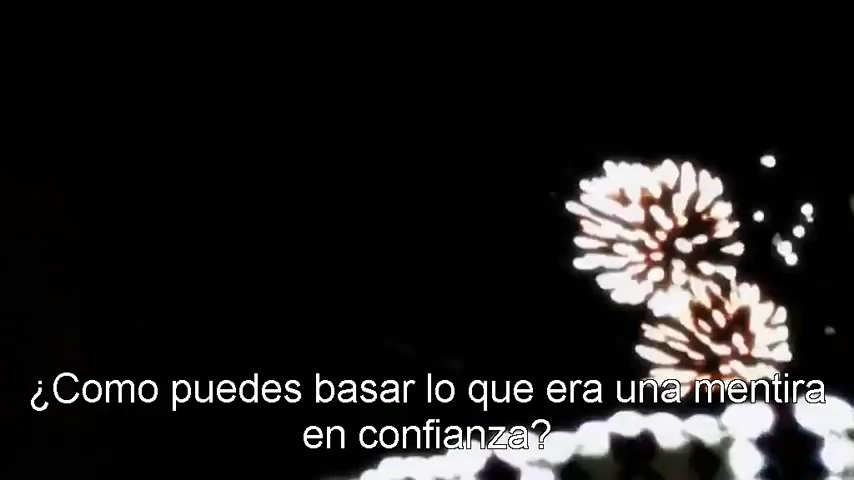 ¿Como puedes basar lo que era una mentira
en confianza?